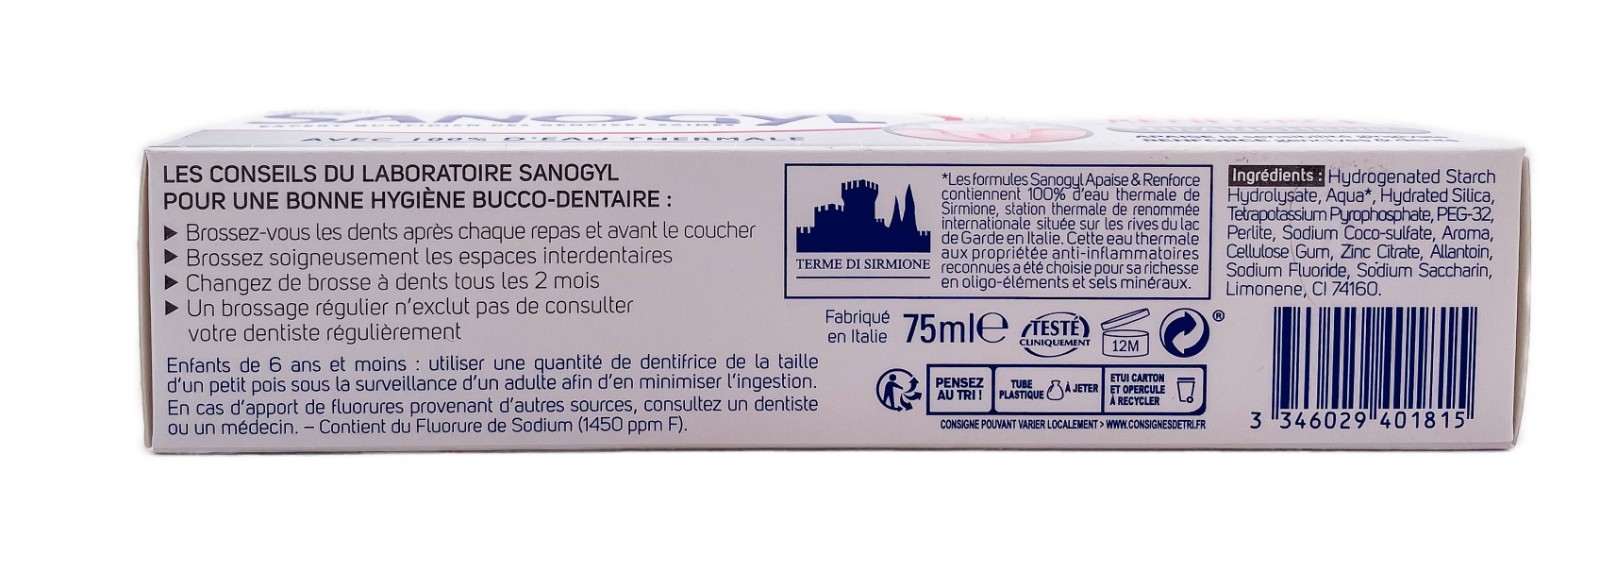 SANOGYL
AVEC 100% D'EAU THERMALE
LES CONSEILS DU LABORATOIRE SANOGYL
POUR UNE BONNE HYGIÈNE BUCCO-DENTAIRE :
▶ Brossez-vous les dents après chaque repas et avant le coucher
▶ Brossez soigneusement les espaces interdentaires
▶ Changez de brosse à dents tous les 2 mois
▶ Un brossage régulier n'exclut pas de consulter
votre dentiste régulièrement
Enfants de 6 ans et moins : utiliser une quantité de dentifrice de la taille
d'un petit pois sous la surveillance d'un adulte afin d'en minimiser l'ingestion.
En cas d'apport de fluorures provenant d'autres sources, consultez un dentiste
ou un médecin. – Contient du Fluorure de Sodium (1450 ppm F).
TERME DI SIRMIONE
*Les formules Sanogyl Apaise & Renforce
contiennent 100% d'eau thermale de
Sirmione, station thermale de renommée
internationale située sur les rives du lac
de Garde en Italie. Cette eau thermale
aux propriétée anti-inflammatoires
reconnues a été choisie pour sa richesse
en oligo-éléments et sels minéraux.
Fabriqué
en Italie
75ml℮
TESTÉ
CLINIQUEMENT
12M
®
PENSEZ
AU TRI !
TUBE
PLASTIQUE
À JETER
ETUI CARTON
ET OPERCULE
À RECYCLER
CONSIGNE POUVANT VARIER LOCALEMENT > WWW.CONSIGNESDETRI.FR
Ingrédients : Hydrogenated Starch
Hydrolysate, Aqua*, Hydrated Silica,
Tetrapotassium Pyrophosphate, PEG-32,
Perlite, Sodium Coco-sulfate, Aroma,
Cellulose Gum, Zinc Citrate, Allantoin,
Sodium Fluoride, Sodium Saccharin,
Limonene, CI 74160.
3 346029 401815